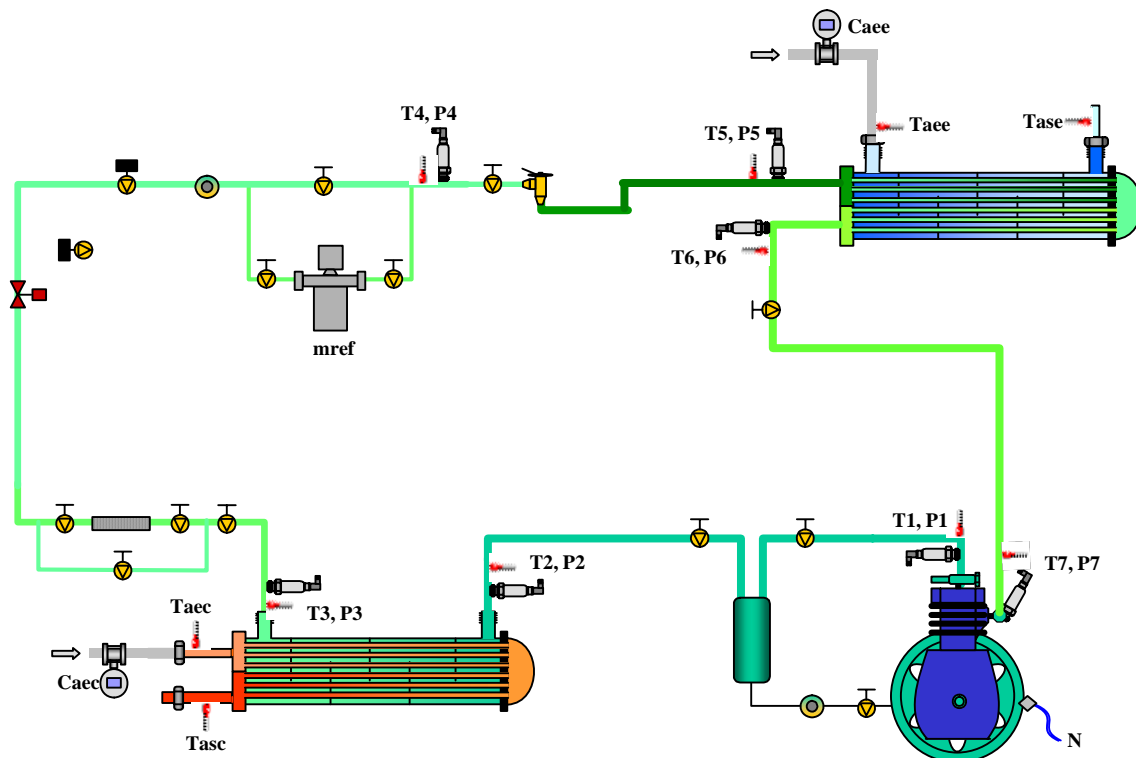 Caee
T4, P4
T5, P5
Taee
Tase
T6, P6
mref
T1, P1
T2, P2
T7, P7
Taec
T3, P3
Caec
Tasc
N